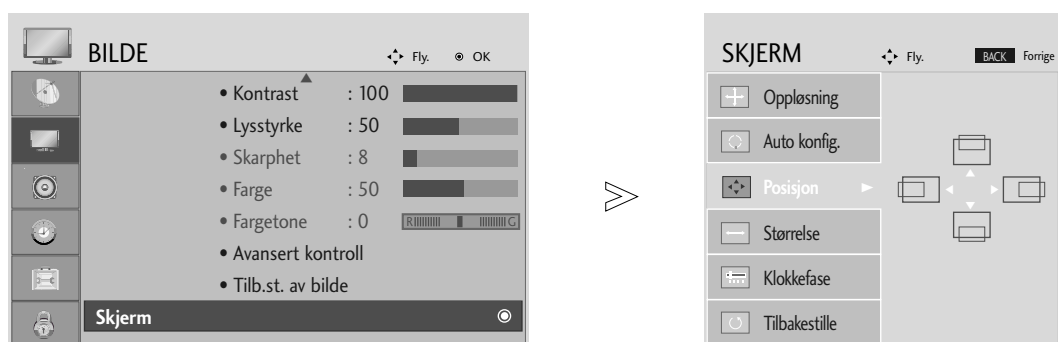 BILDE
Fly.
OK
• Kontrast : 100
• Lysstyrke : 50
• Skarphet : 8
• Farge : 50
• Fargetone : 0 R G
• Avansert kontroll
• Tilb.st. av bilde
Skjerm
SKJERM
Fly.
BACK Forrige
Oppløsning
Auto konfig.
Posisjon
Størrelse
Klokkefase
Tilbakestille